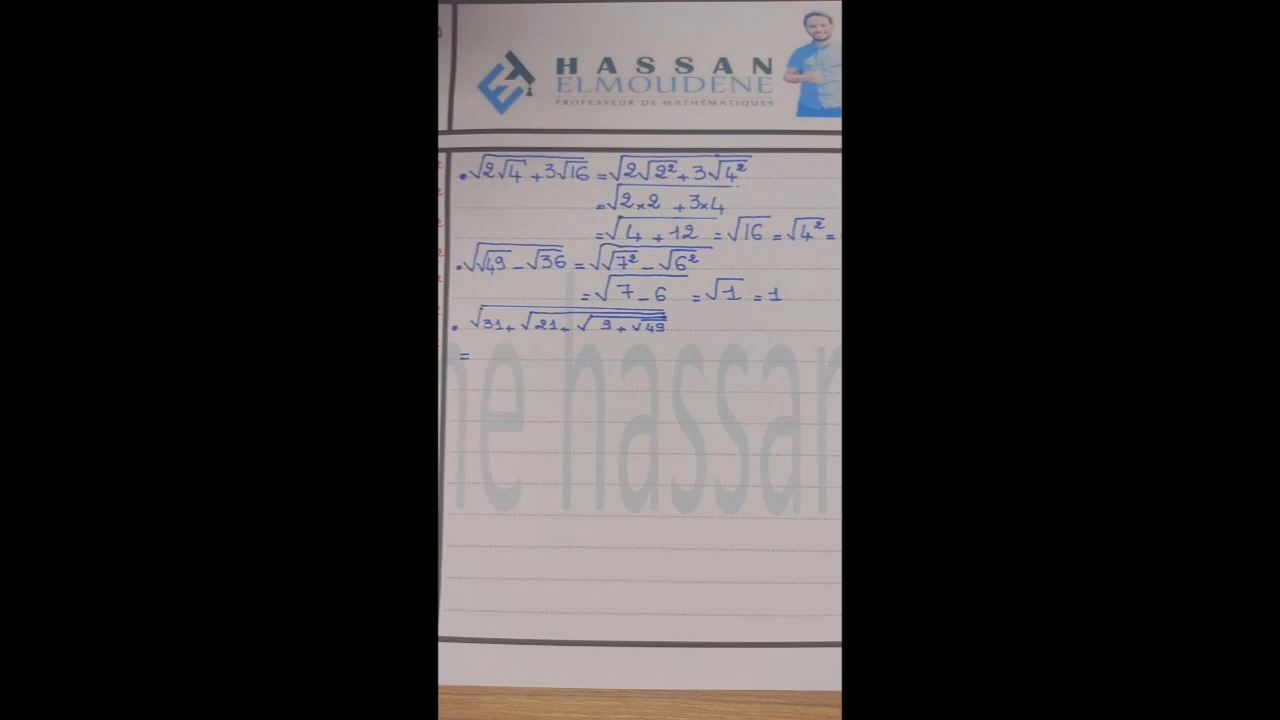 HASSAN
ELMOUDENE
PROFESSEUR DE MATHÉMATIQUES
• √(2√4 + 3√16) = √(2√2² + 3√4²)
= √(2×2 + 3×4)
= √(4 + 12) = √16 = √4² =
• √(√49 - √36) = √(√7² - √6²)
= √(7 - 6) = √1 = 1
• √(31 + √(21 + √(9 + √49)))
=
ne hassan